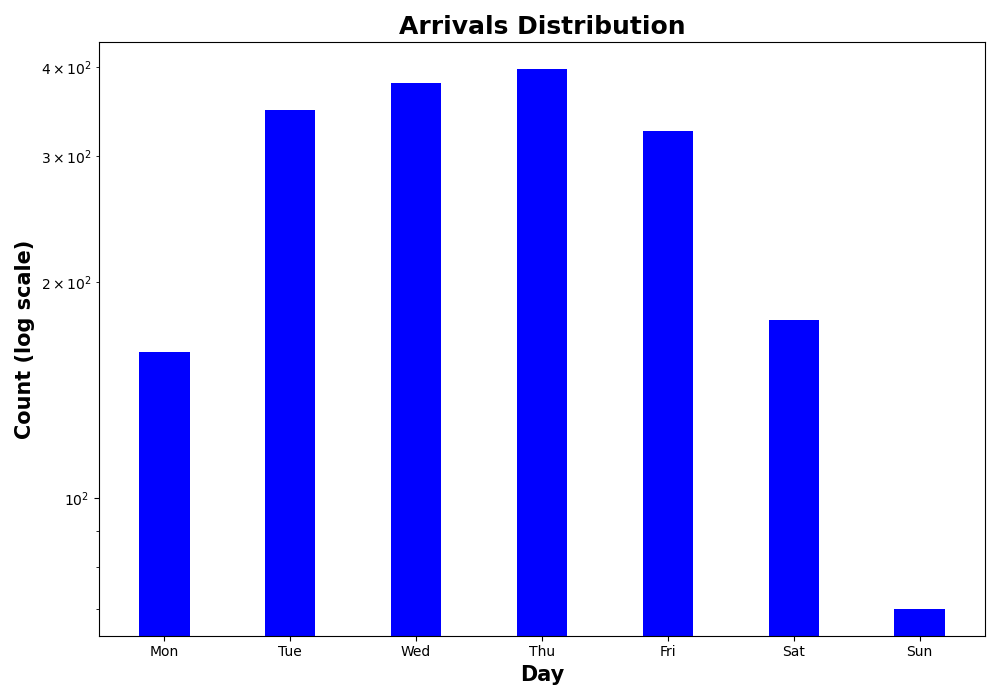 Arrivals Distribution
4 × 10²
3 × 10²
2 × 10²
10²
Count (log scale)
Mon Tue Wed Thu Fri Sat Sun
Day